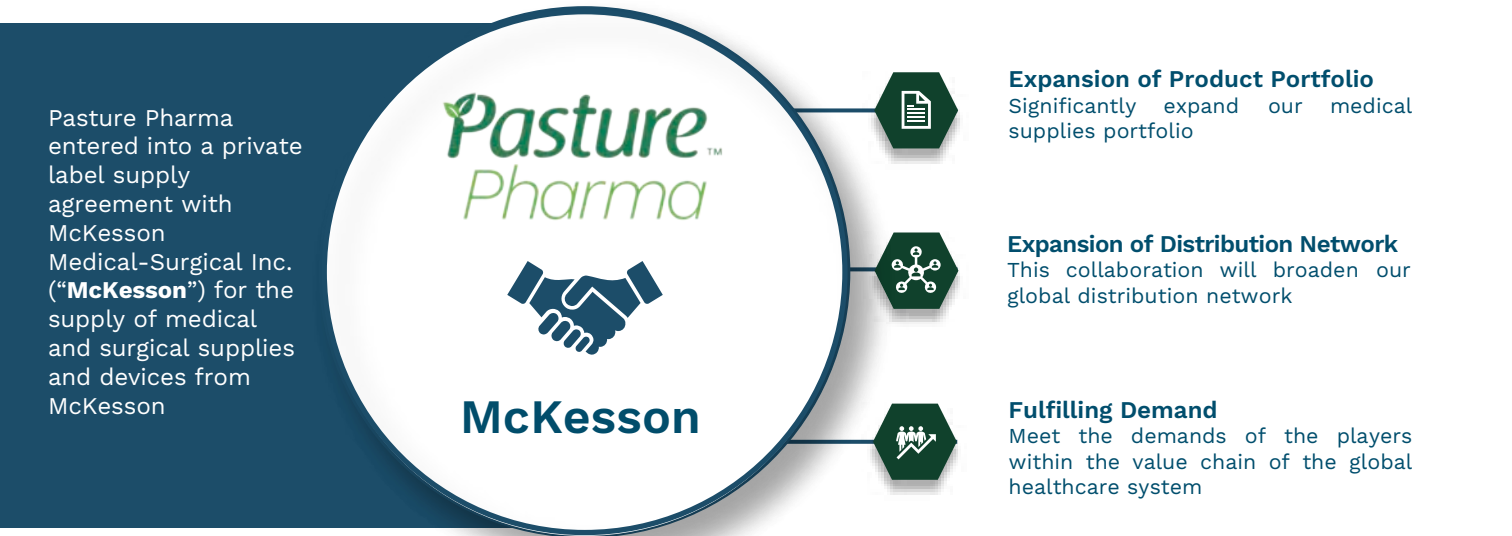 Pasture Pharma
entered into a private
label supply
agreement with
McKesson
Medical-Surgical Inc.
(“McKesson”) for the
supply of medical
and surgical supplies
and devices from
McKesson
Pasture™
Pharma
McKesson
Expansion of Product Portfolio
Significantly expand our medical
supplies portfolio
Expansion of Distribution Network
This collaboration will broaden our
global distribution network
Fulfilling Demand
Meet the demands of the players
within the value chain of the global
healthcare system